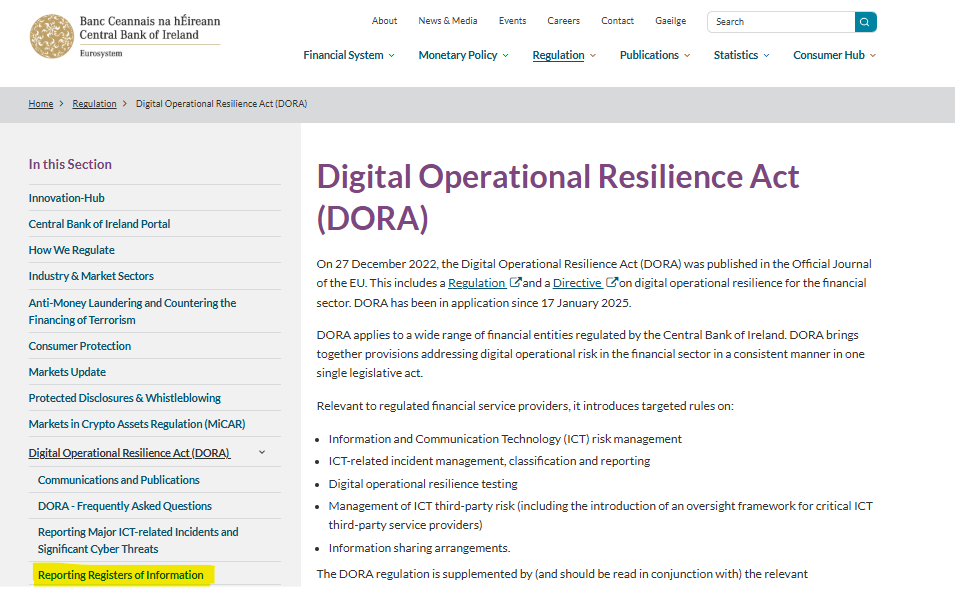 Banc Ceannais na hÉireann
Central Bank of Ireland
Eurosystem
About News & Media Events Careers Contact Gaeilge Search
Financial System Monetary Policy Regulation Publications Statistics Consumer Hub
Home > Regulation > Digital Operational Resilience Act (DORA)
In this Section
Innovation-Hub
Central Bank of Ireland Portal
How We Regulate
Industry & Market Sectors
Anti-Money Laundering and Countering the
Financing of Terrorism
Consumer Protection
Markets Update
Protected Disclosures & Whistleblowing
Markets in Crypto Assets Regulation (MiCAR)
Digital Operational Resilience Act (DORA)
Communications and Publications
DORA - Frequently Asked Questions
Reporting Major ICT-related Incidents and
Significant Cyber Threats
Reporting Registers of Information
Digital Operational Resilience Act
(DORA)
On 27 December 2022, the Digital Operational Resilience Act (DORA) was published in the Official Journal
of the EU. This includes a Regulation and a Directive on digital operational resilience for the financial
sector. DORA has been in application since 17 January 2025.
DORA applies to a wide range of financial entities regulated by the Central Bank of Ireland. DORA brings
together provisions addressing digital operational risk in the financial sector in a consistent manner in one
single legislative act.
Relevant to regulated financial service providers, it introduces targeted rules on:
• Information and Communication Technology (ICT) risk management
• ICT-related incident management, classification and reporting
• Digital operational resilience testing
• Management of ICT third-party risk (including the introduction of an oversight framework for critical ICT
third-party service providers)
• Information sharing arrangements.
The DORA regulation is supplemented by (and should be read in conjunction with) the relevant